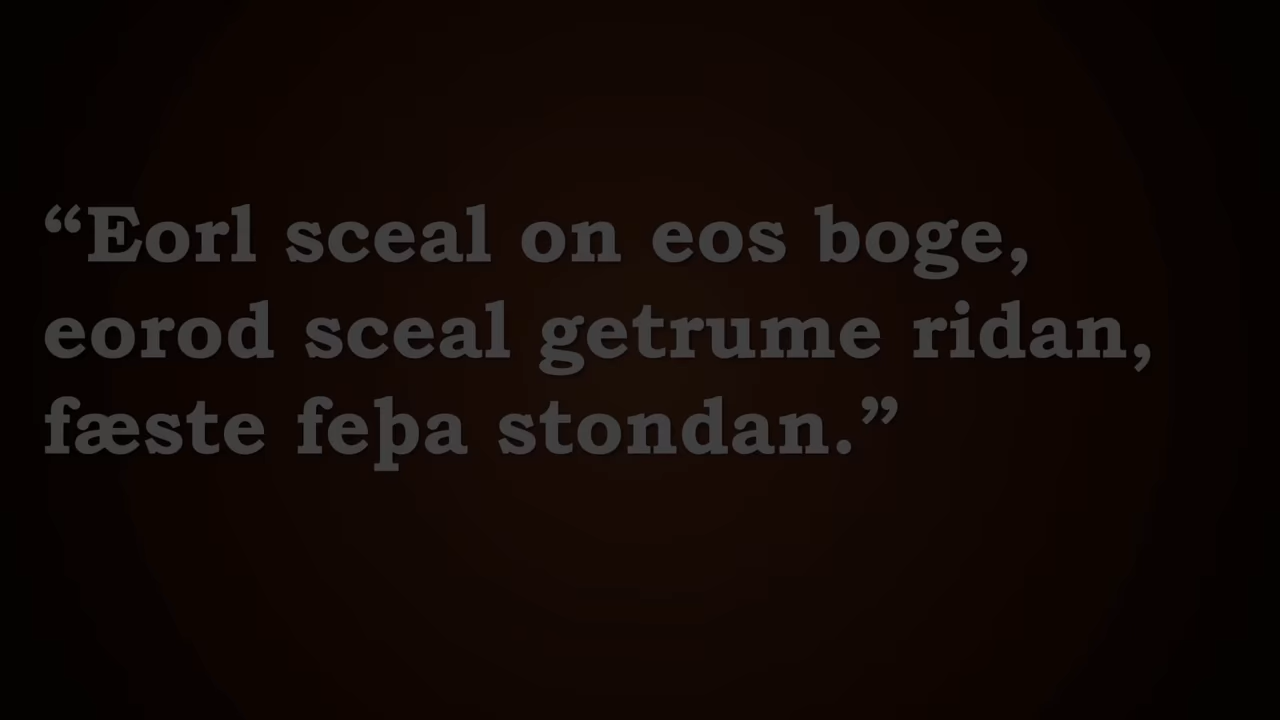 “Eorl sceal on eos boge,
eorod sceal getrume ridan,
fæste feþa stondan.”